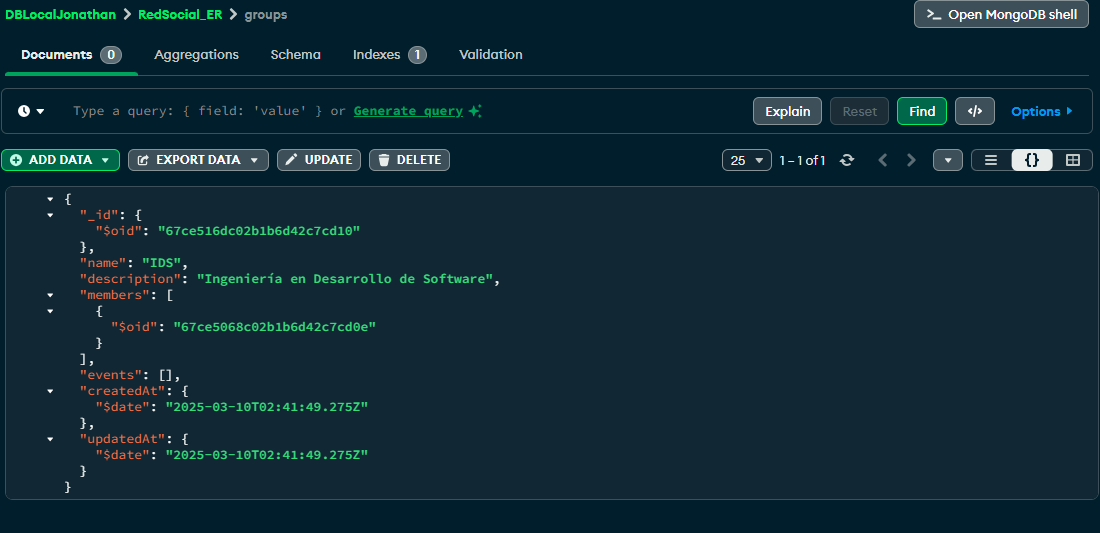 DBLocalJonathan > RedSocial_ER > groups
>_ Open MongoDB shell
Documents 0 Aggregations Schema Indexes 1 Validation
Type a query: { field: 'value' } or Generate query
Explain Reset Find </> Options
ADD DATA EXPORT DATA UPDATE DELETE
25 1 – 1 of 1 {}
{
"_id": {
"$oid": "67ce516dc02b1b6d42c7cd10"
},
"name": "IDS",
"description": "Ingeniería en Desarrollo de Software",
"members": [
{
"$oid": "67ce5068c02b1b6d42c7cd0e"
}
],
"events": [],
"createdAt": {
"$date": "2025-03-10T02:41:49.275Z"
},
"updatedAt": {
"$date": "2025-03-10T02:41:49.275Z"
}
}